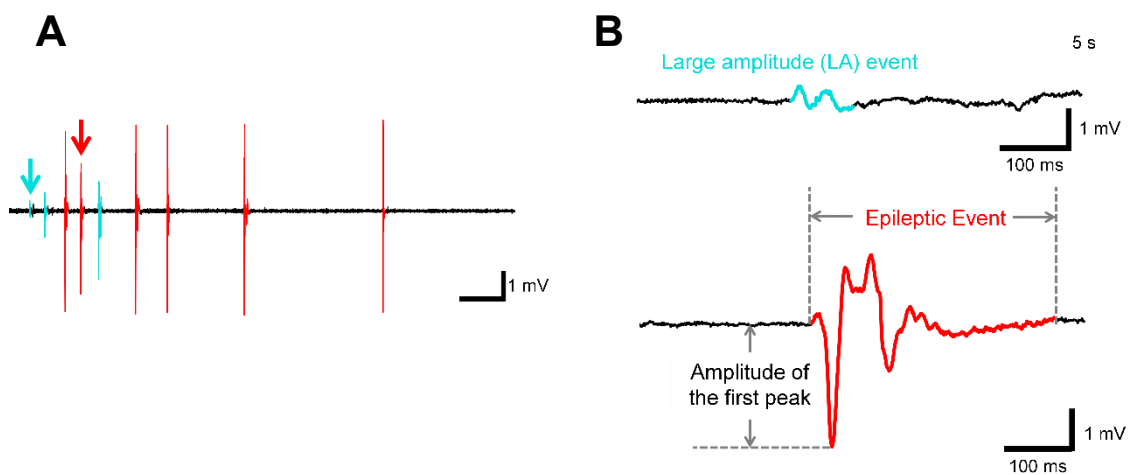 A
1 mV
B
5 s
Large amplitude (LA) event
1 mV
100 ms
Epileptic Event
Amplitude of
the first peak
1 mV
100 ms